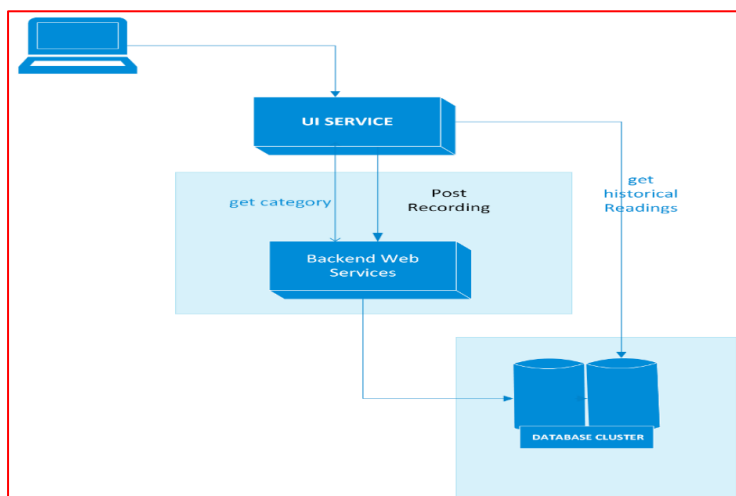 UI SERVICE
get category
Post
Recording
get
historical
Readings
Backend Web
Services
DATABASE CLUSTER